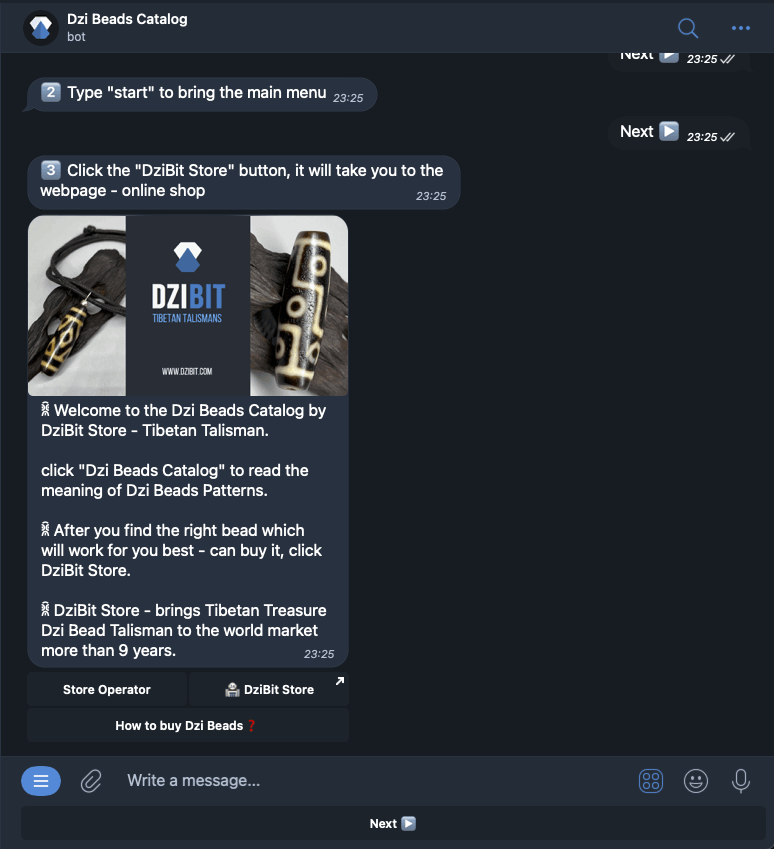 Dzi Beads Catalog
bot
Next ▶️ 23:25
2️⃣ Type "start" to bring the main menu 23:25
Next ▶️ 23:25
3️⃣ Click the "DziBit Store" button, it will take you to the
webpage - online shop 23:25
DZIBIT
TIBETAN TALISMANS
WWW.DZIBIT.COM
Welcome to the Dzi Beads Catalog by
DziBit Store - Tibetan Talisman.
click "Dzi Beads Catalog" to read the
meaning of Dzi Beads Patterns.
After you find the right bead which
will work for you best - can buy it, click
DziBit Store.
DziBit Store - brings Tibetan Treasure
Dzi Bead Talisman to the world market
more than 9 years. 23:25
Store Operator
DziBit Store
How to buy Dzi Beads ❓
Write a message...
Next ▶️